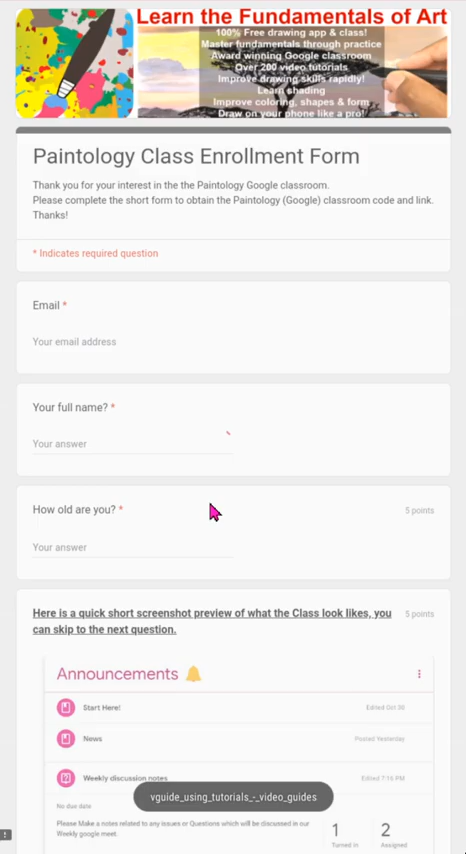 Learn the Fundamentals of Art
100% Free drawing app & class!
Master fundamentals through practice
Award winning Google classroom
Over 200 video tutorials
Improve drawing skills rapidly!
Learn shading
Improve coloring, shapes & form
Draw on your phone like a pro!
Paintology Class Enrollment Form
Thank you for your interest in the the Paintology Google classroom.
Please complete the short form to obtain the Paintology (Google) classroom code and link.
Thanks!
* Indicates required question
Email *
Your email address
Your full name? *
Your answer
How old are you? *
5 points
Your answer
Here is a quick short screenshot preview of what the Class look likes, you
5 points
can skip to the next question.
Announcements
Start Here!
Edited Oct 30
News
Posted Yesterday
Weekly discussion notes
Edited 7:16 PM
vguide_using_tutorials_-_video_guides
No due date
Please Make a notes related to any issues or Questions which will be discussed in our
Weekly google meet.
1
2
Turned in
Assigned